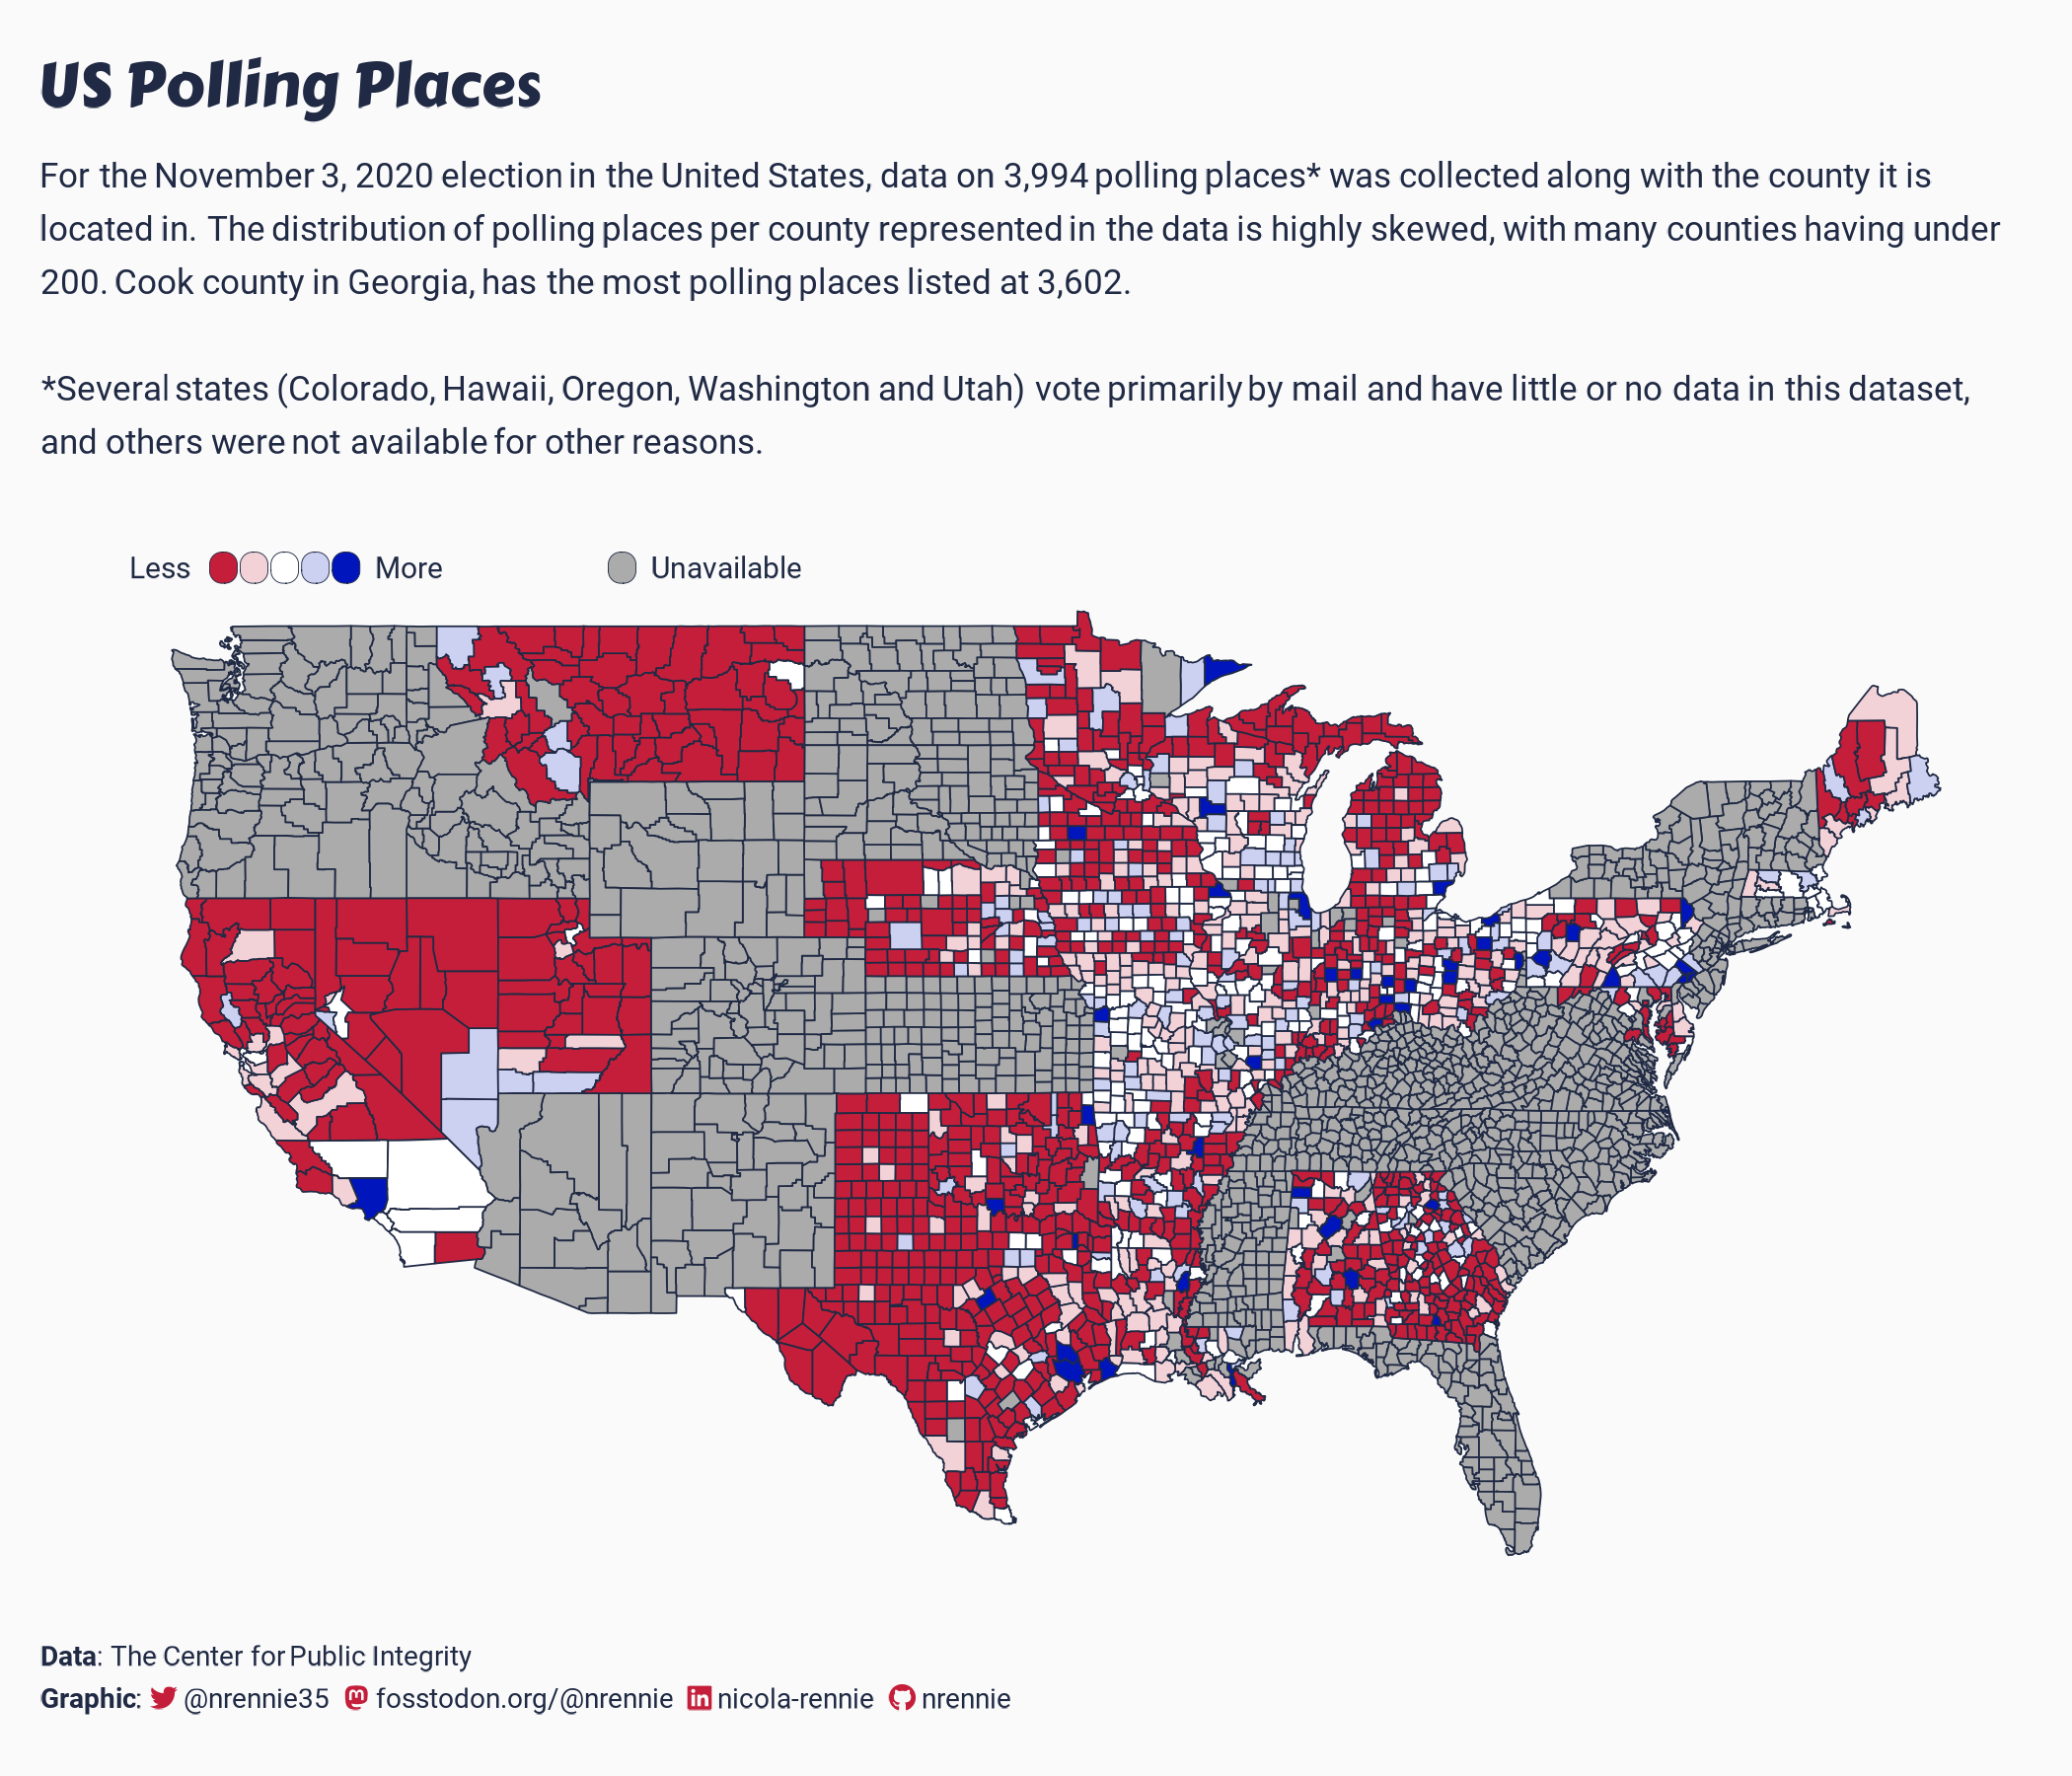 US Polling Places
For the November 3, 2020 election in the United States, data on 3,994 polling places* was collected along with the county it is
located in. The distribution of polling places per county represented in the data is highly skewed, with many counties having under
200. Cook county in Georgia, has the most polling places listed at 3,602.
*Several states (Colorado, Hawaii, Oregon, Washington and Utah) vote primarily by mail and have little or no data in this dataset,
and others were not available for other reasons.
Less More Unavailable
Data: The Center for Public Integrity
Graphic: @nrennie35 fosstodon.org/@nrennie nicola-rennie nrennie